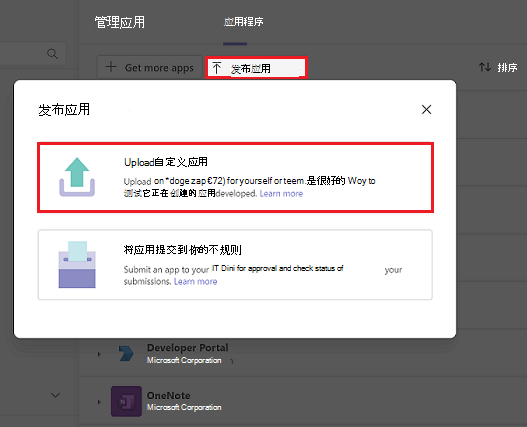 管理应用
应用程序
Get more apps
发布应用
排序
发布应用
Upload自定义应用
Upload on *doge.zap €72) for yourself or teem.是很好的 Woy to
测试它正在创建的应用developed. Learn more
将应用提交到你的不规则
Submit an app to your IT Dini for approval and check status of your
submissions. Learn more
Developer Portal
Microsoft Corporation
OneNote
Microsoft Corporation